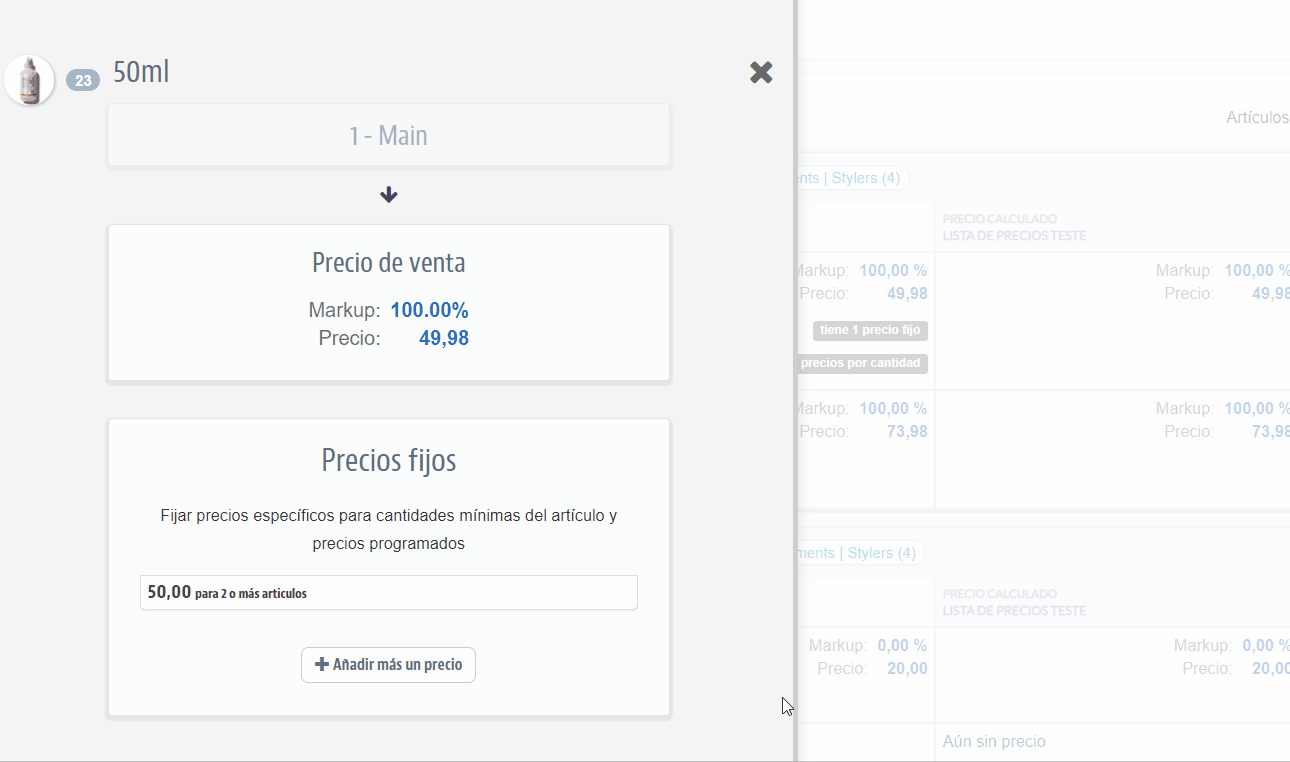 23
50ml
1 - Main
Precio de venta
Markup: 100.00%
Precio: 49,98
Precios fijos
Fijar precios específicos para cantidades mínimas del artículo y
precios programados
50,00 para 2 o más articulos
Añadir más un precio
Artículos
| Stylers (4)
PRECIO CALCULADO
LISTA DE PRECIOS TESTE
Markup: 100,00 %
Precio: 49,98
tiene 1 precio fijo
precios por cantidad
Markup: 100,00 %
Precio: 49,98
Markup: 100,00 %
Precio: 73,98
Markup: 100,00 %
Precio: 73,98
| Stylers (4)
PRECIO CALCULADO
LISTA DE PRECIOS TESTE
Markup: 0,00 %
Precio: 20,00
Markup: 0,00 %
Precio: 20,00
Aún sin precio